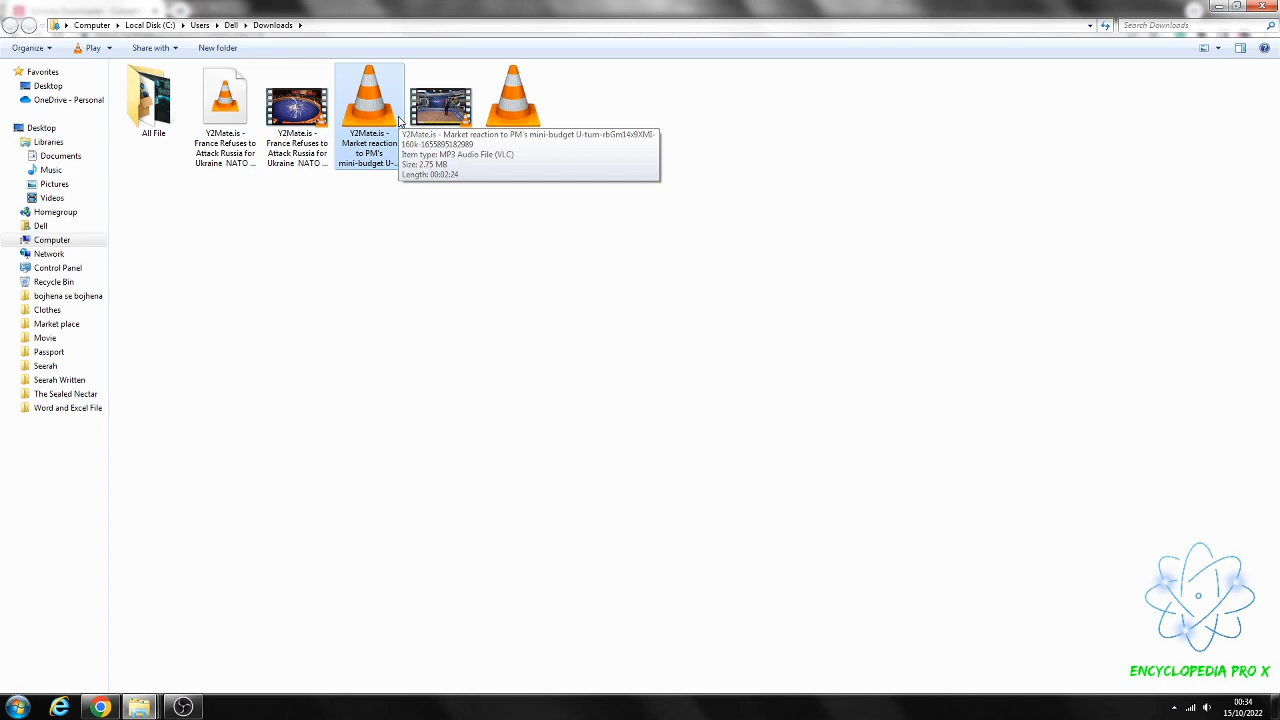 Computer
Local Disk (C:)
Users
Dell
Downloads
Search Downloads
Organize
Play
Share with
New folder
Favorites
Desktop
OneDrive - Personal
Desktop
Libraries
Documents
Music
Pictures
Videos
Homegroup
Dell
Computer
Network
Control Panel
Recycle Bin
bojhena se bojhena
Clothes
Market place
Movie
Passport
Seerah
Seerah Written
The Sealed Nectar
Word and Excel File
All File
Y2Mate.is -
France Refuses to
Attack Russia for
Ukraine NATO ...
Y2Mate.is -
France Refuses to
Attack Russia for
Ukraine NATO ...
Y2Mate.is -
Market reaction
to PM's
mini-budget U-...
Y2Mate.is - Market reaction to PM's mini-budget U-turn-rbGm14x9XMI-
160k-1655895182989
Item type: MP3 Audio File (VLC)
Size: 2.75 MB
Length: 00:02:24
ENCYCLOPEDIA PRO X
00:34
15/10/2022